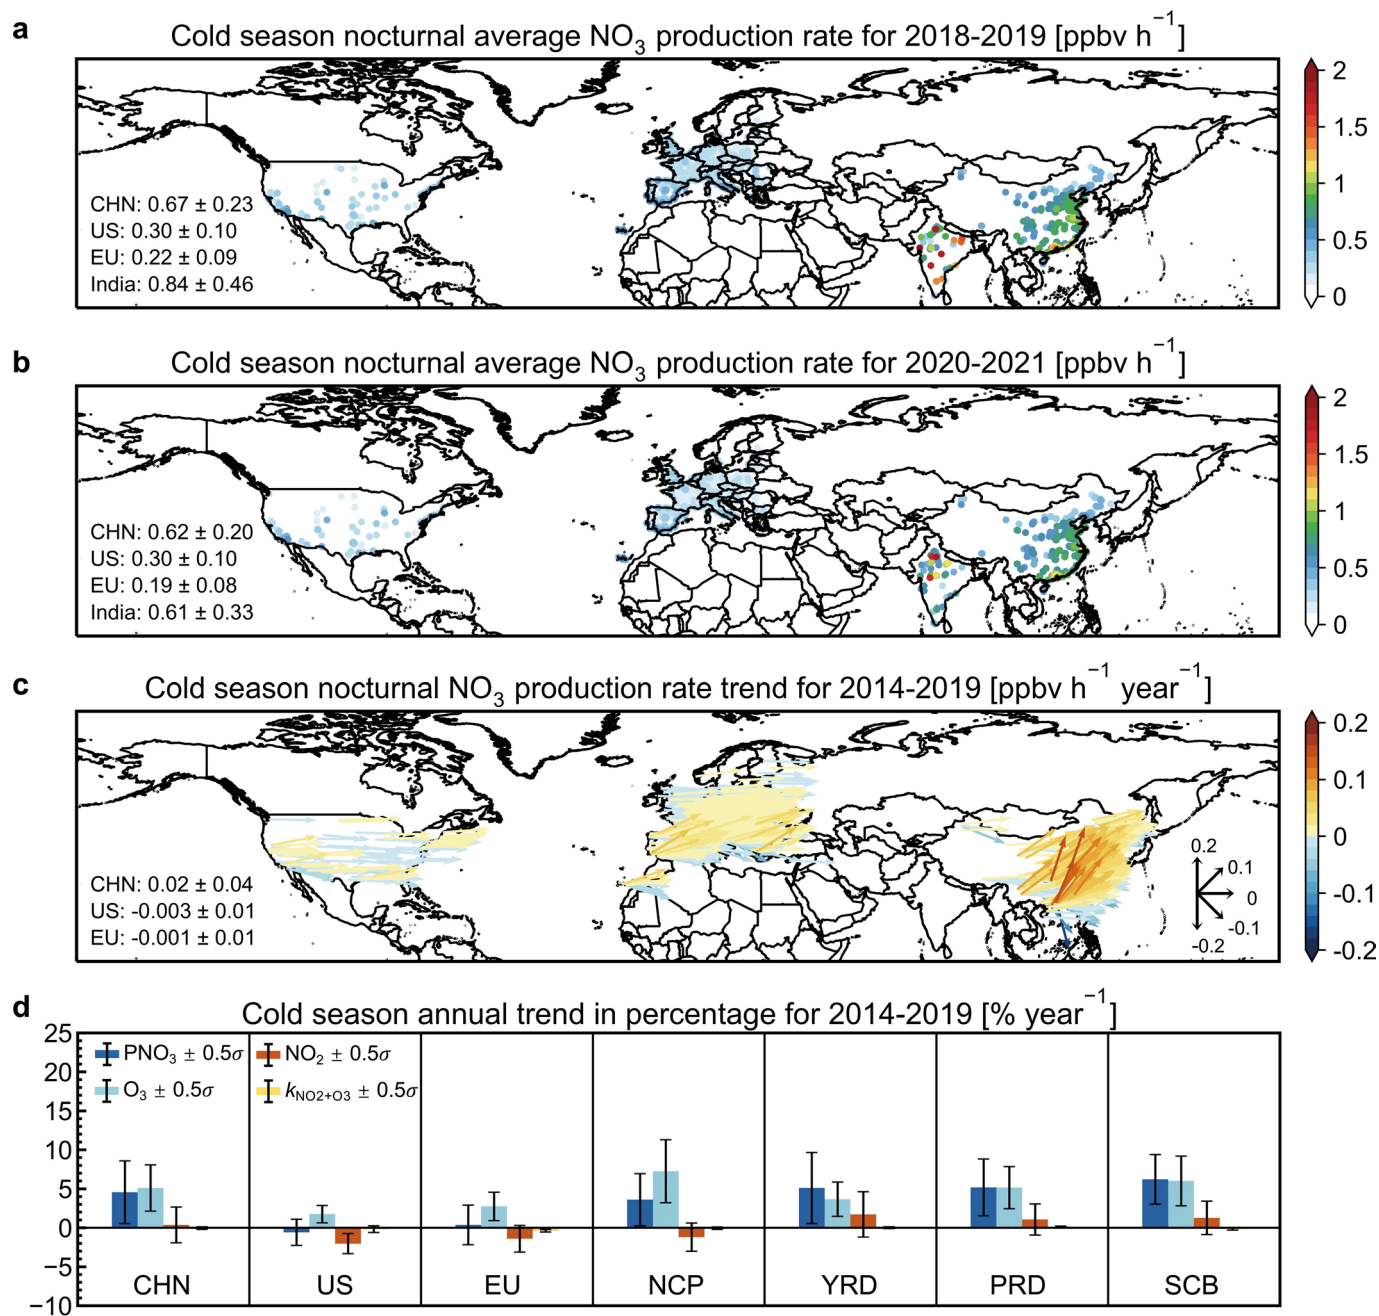 a
Cold season nocturnal average NO₃ production rate for 2018-2019 [ppbv h⁻¹]
CHN: 0.67 ± 0.23
US: 0.30 ± 0.10
EU: 0.22 ± 0.09
India: 0.84 ± 0.46
2
1.5
1
0.5
0
b
Cold season nocturnal average NO₃ production rate for 2020-2021 [ppbv h⁻¹]
CHN: 0.62 ± 0.20
US: 0.30 ± 0.10
EU: 0.19 ± 0.08
India: 0.61 ± 0.33
2
1.5
1
0.5
0
c
Cold season nocturnal NO₃ production rate trend for 2014-2019 [ppbv h⁻¹ year⁻¹]
CHN: 0.02 ± 0.04
US: -0.003 ± 0.01
EU: -0.001 ± 0.01
0.2
0.1
0
-0.1
-0.2
0.2
0.1
0
-0.1
-0.2
d
Cold season annual trend in percentage for 2014-2019 [% year⁻¹]
25
20
15
10
5
0
−5
−10
PNO₃ ± 0.5σ
NO₂ ± 0.5σ
O₃ ± 0.5σ
k_NO2+O3 ± 0.5σ
CHN
US
EU
NCP
YRD
PRD
SCB